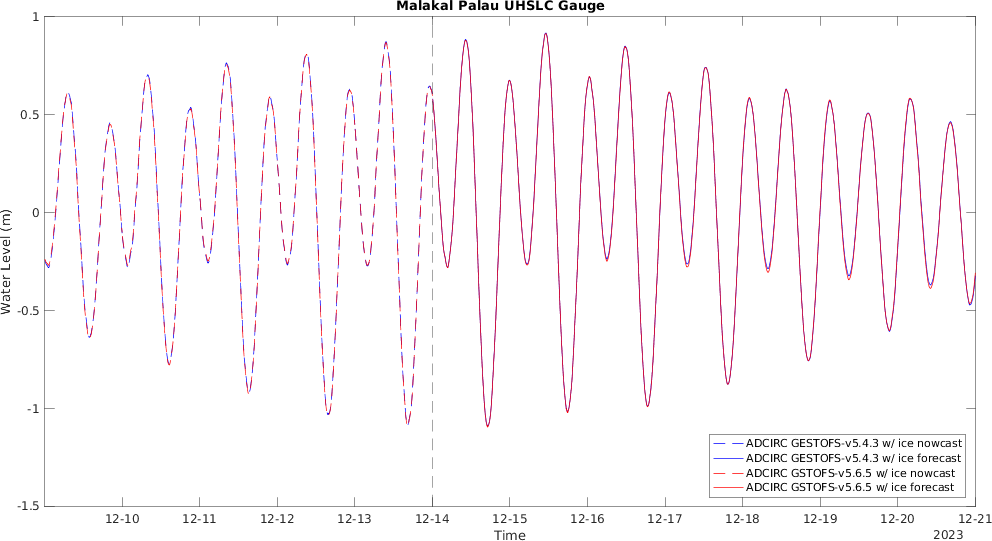 Malakal Palau UHSLC Gauge
1
0.5
0
-0.5
-1
-1.5
Water Level (m)
ADCIRC GESTOFS-v5.4.3 w/ ice nowcast
ADCIRC GESTOFS-v5.4.3 w/ ice forecast
ADCIRC GSTOFS-v5.6.5 w/ ice nowcast
ADCIRC GSTOFS-v5.6.5 w/ ice forecast
12-10 12-11 12-12 12-13 12-14 12-15 12-16 12-17 12-18 12-19 12-20 12-21
Time
2023